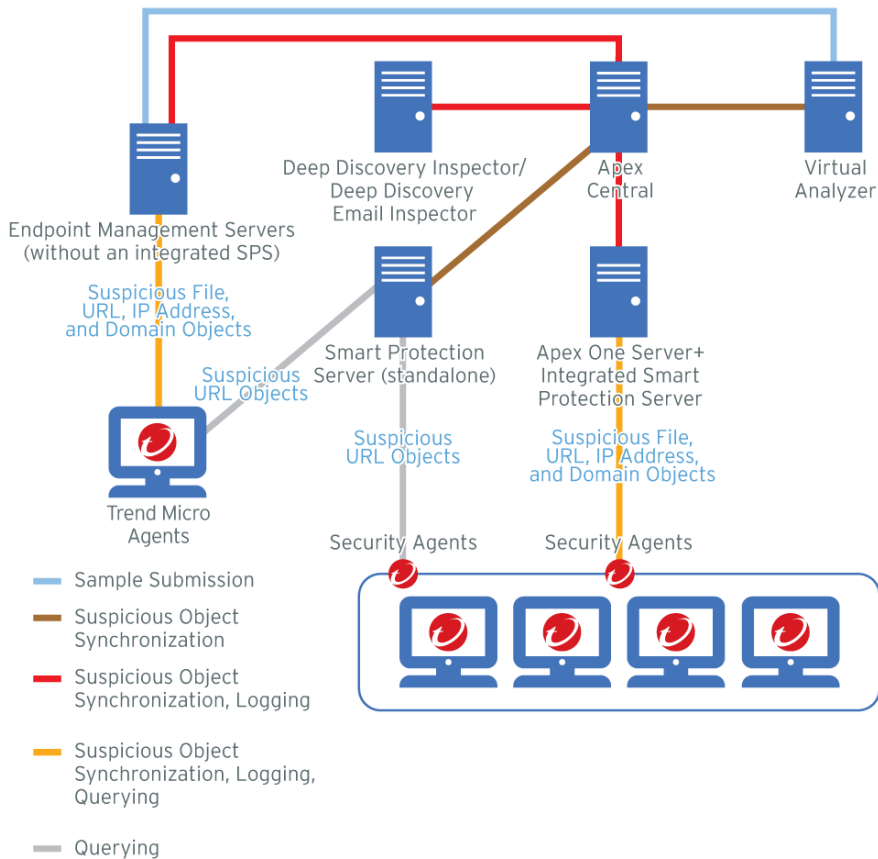 Deep Discovery Inspector/
Deep Discovery
Email Inspector
Apex
Central
Virtual
Analyzer
Endpoint Management Servers
(without an integrated SPS)
Suspicious File,
URL, IP Address,
and Domain Objects
Suspicious
URL Objects
Smart Protection
Server (standalone)
Apex One Server+
Integrated Smart
Protection Server
Suspicious
URL Objects
Suspicious File,
URL, IP Address,
and Domain Objects
Trend Micro
Agents
Security Agents
Security Agents
Sample Submission
Suspicious Object
Synchronization
Suspicious Object
Synchronization, Logging
Suspicious Object
Synchronization, Logging,
Querying
Querying